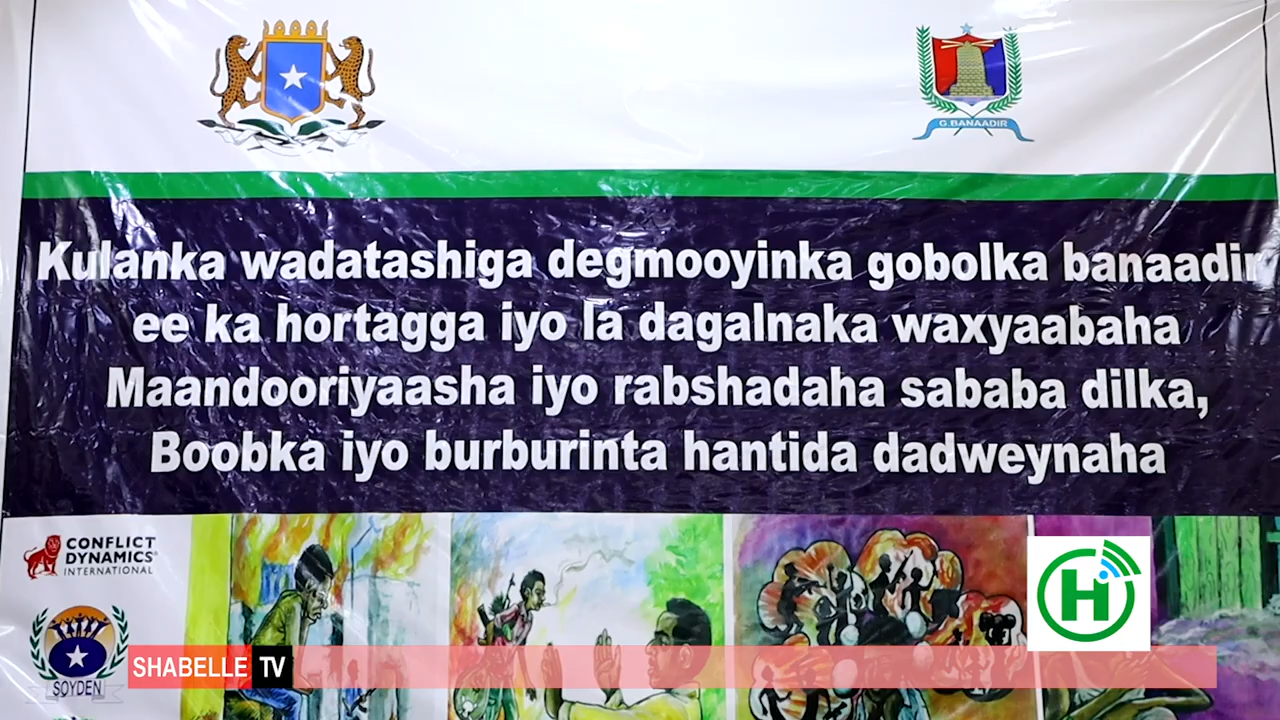 G.BANAADIR
Kulanka wadatashiga degmooyinka gobolka banaadir
ee ka hortagga iyo la dagalnaka waxyaabaha
Maandooriyaasha iyo rabshadaha sababa dilka,
Boobka iyo burburinta hantida dadweynaha
CONFLICT
DYNAMICS
INTERNATIONAL
SOYDEN
SHABELLE TV
H